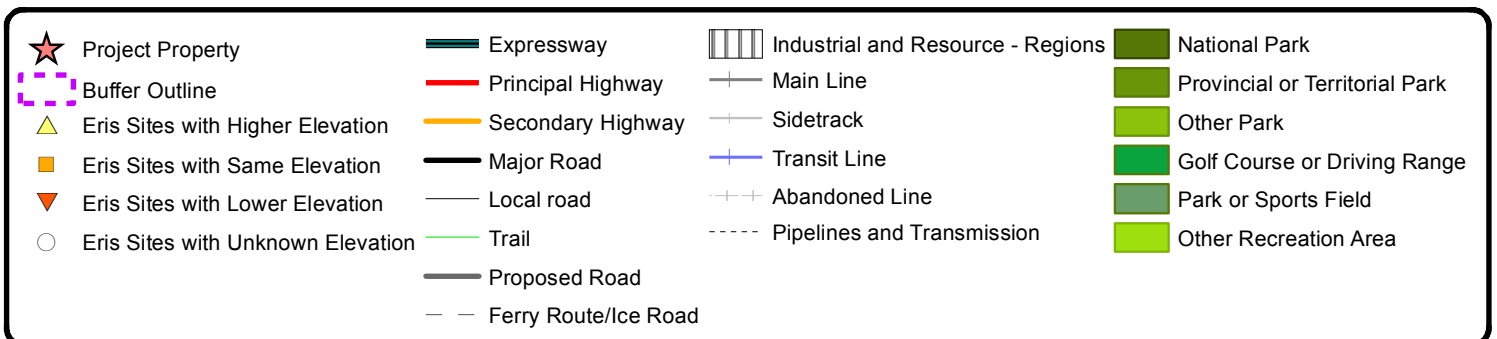 Project Property
Buffer Outline
Eris Sites with Higher Elevation
Eris Sites with Same Elevation
Eris Sites with Lower Elevation
Eris Sites with Unknown Elevation
Expressway
Principal Highway
Secondary Highway
Major Road
Local road
Trail
Proposed Road
Ferry Route/Ice Road
Industrial and Resource - Regions
Main Line
Sidetrack
Transit Line
Abandoned Line
Pipelines and Transmission
National Park
Provincial or Territorial Park
Other Park
Golf Course or Driving Range
Park or Sports Field
Other Recreation Area